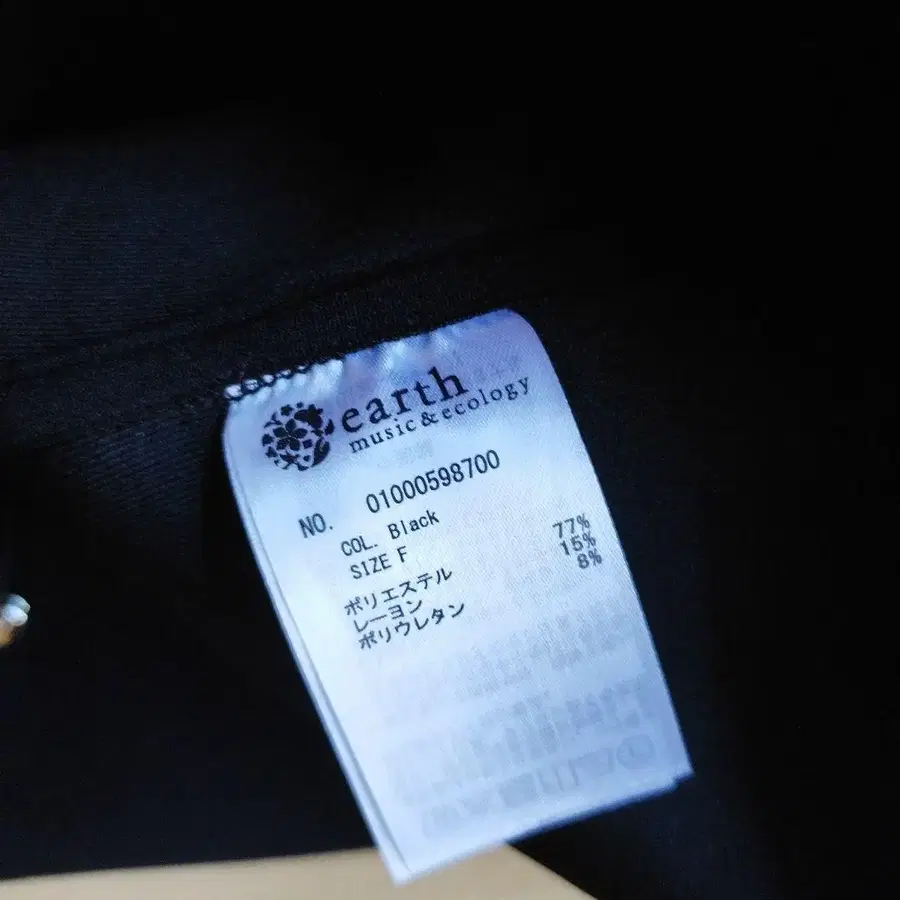 earth
music & ecology
NO. 01000598700
COL. Black
SIZE F
ポリエステル 77%
レーヨン 15%
ポリウレタン 8%